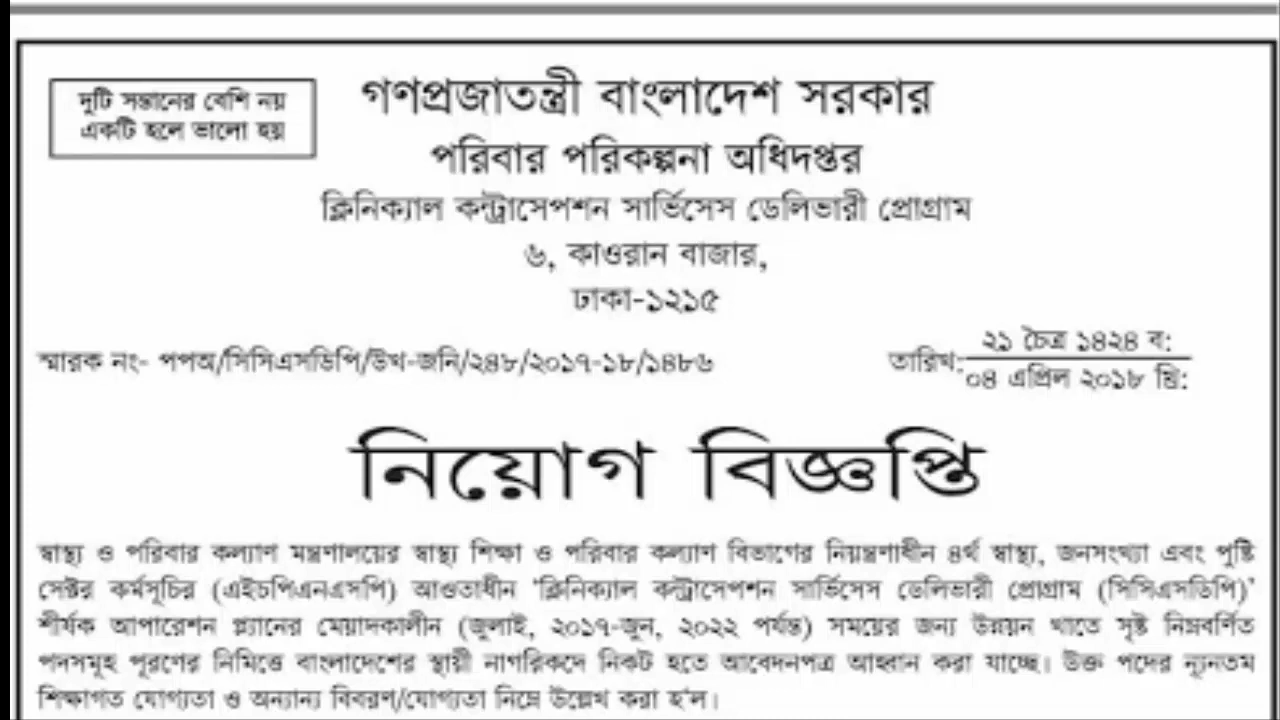 দুটি সন্তানের বেশি নয়
একটি হলে ভালো হয়
গণপ্রজাতন্ত্রী বাংলাদেশ সরকার
পরিবার পরিকল্পনা অধিদপ্তর
ক্লিনিক্যাল কন্ট্রাসেপশন সার্ভিসেস ডেলিভারী প্রোগ্রাম
৬, কাওরান বাজার,
ঢাকা-১২১৫
স্মারক নং- পপঅ/সিসিএসডিপি/উথ-জনি/২৪৮/২০১৭-১৮/১৪৮৬
তারিখ: ২১ চৈত্র ১৪২৪ ব:
০৪ এপ্রিল ২০১৮ খ্রি:
নিয়োগ বিজ্ঞপ্তি
স্বাস্থ্য ও পরিবার কল্যাণ মন্ত্রণালয়ের স্বাস্থ্য শিক্ষা ও পরিবার কল্যাণ বিভাগের নিয়ন্ত্রণাধীন ৪র্থ স্বাস্থ্য, জনসংখ্যা এবং পুষ্টি
সেক্টর কর্মসূচির (এইচপিএনএসপি) আওতাধীন ‘ক্লিনিক্যাল কন্ট্রাসেপশন সার্ভিসেস ডেলিভারী প্রোগ্রাম (সিসিএসডিপি)’
শীর্ষক আপারেশন প্ল্যানের মেয়াদকালীন (জুলাই, ২০১৭-জুন, ২০২২ পর্যন্ত) সময়ের জন্য উন্নয়ন খাতে সৃষ্ট নিম্নবর্ণিত
পদসমূহ পূরণের নিমিত্তে বাংলাদেশের স্থায়ী নাগরিকদে নিকট হতে আবেদনপত্র আহ্বান করা যাচ্ছে। উক্ত পদের ন্যূনতম
শিক্ষাগত যোগ্যতা ও অন্যান্য বিবরণ/যোগ্যতা নিম্নে উল্লেখ করা হ’ল।